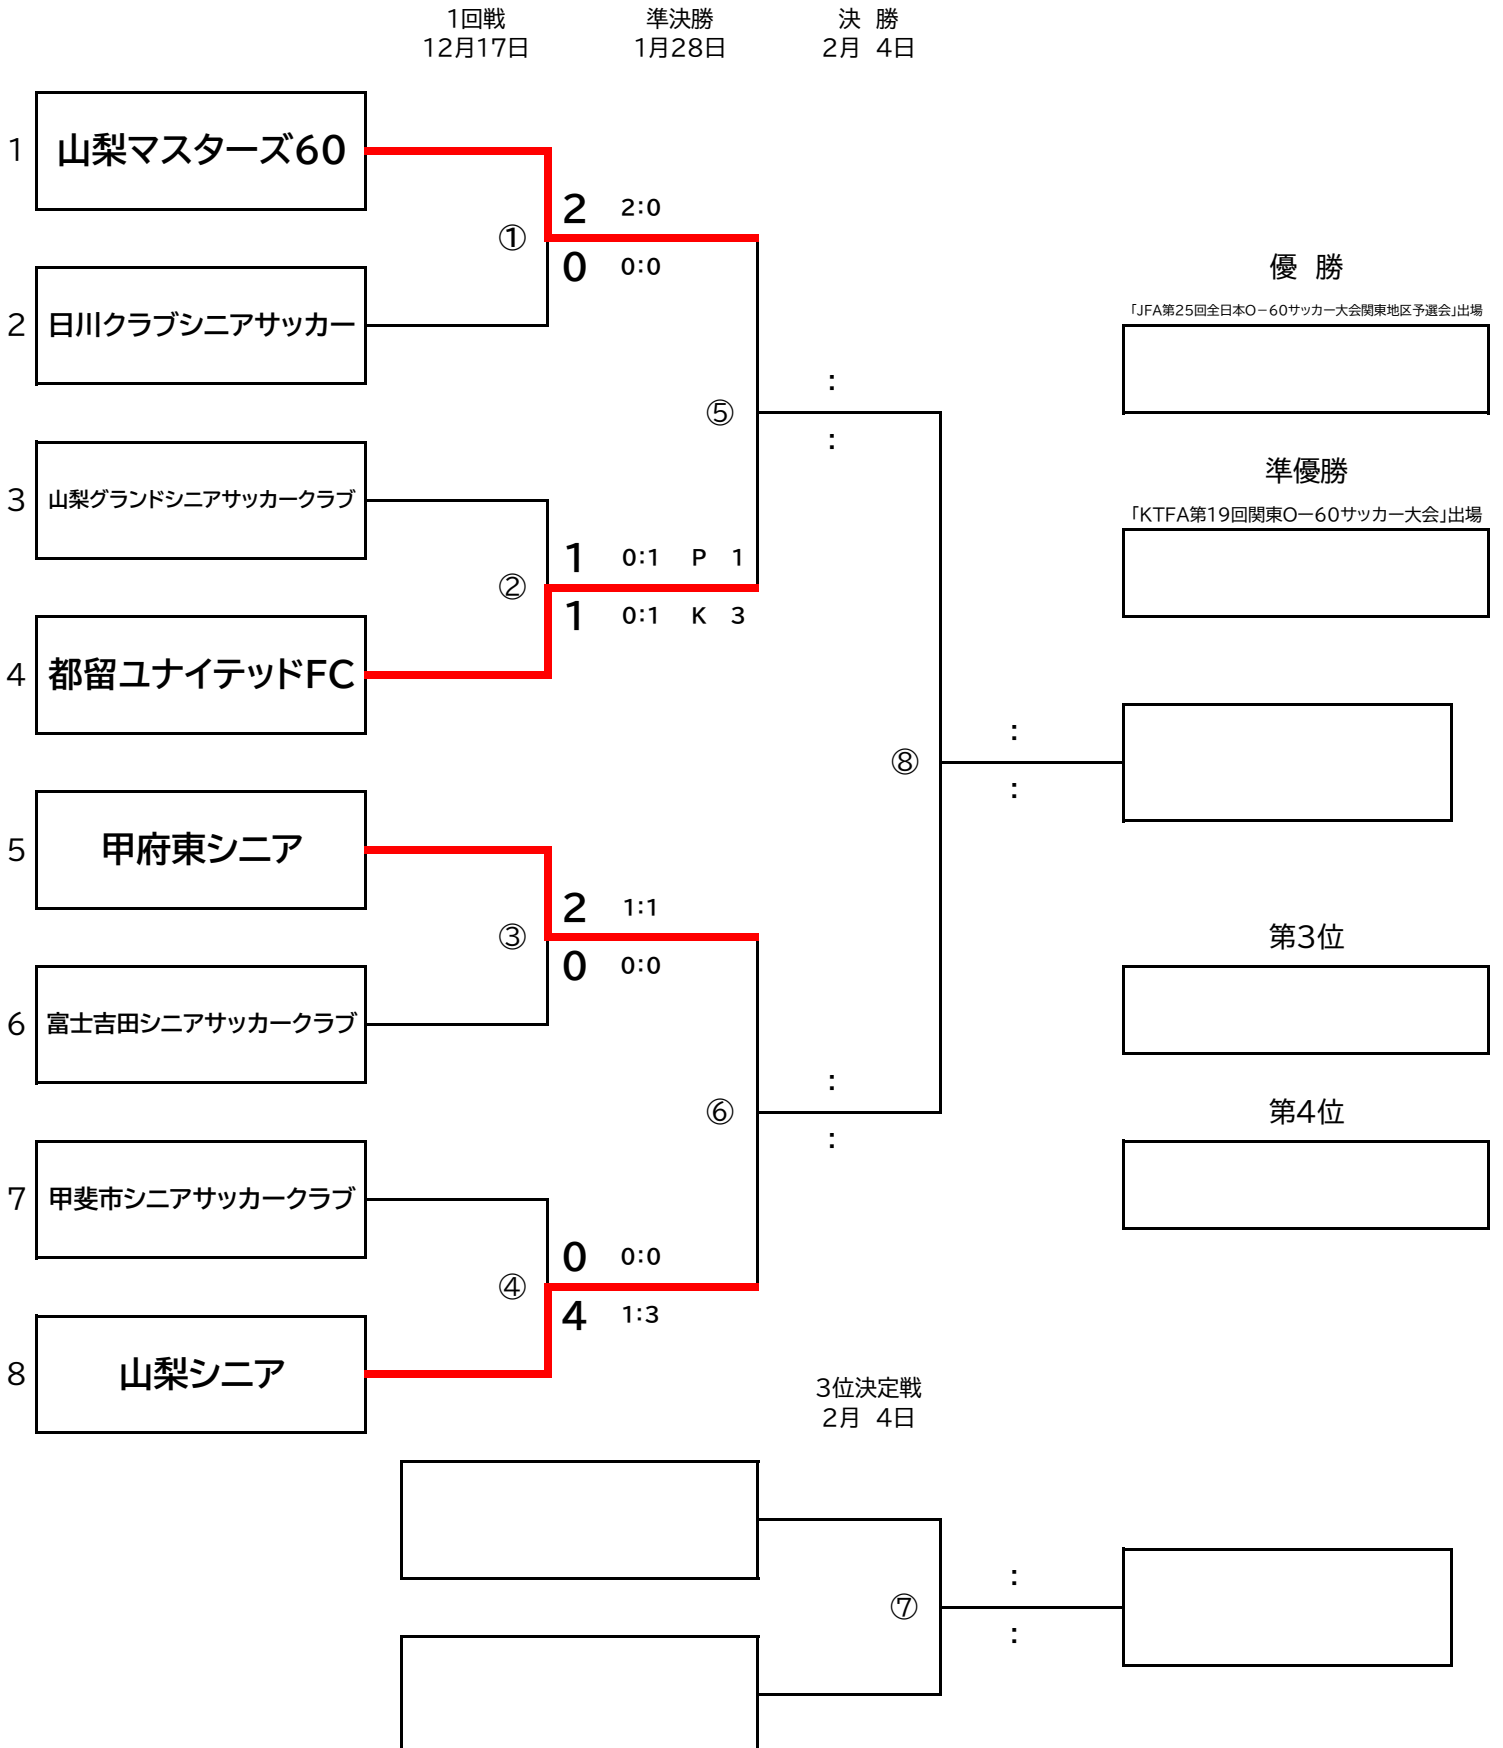 1回戦 準決勝 決 勝
12月17日 1月28日 2月 4日
1 山梨マスターズ60
2 2:0
①
0 0:0
優 勝
2 日川クラブシニアサッカー
「JFA第25回全日本O-60サッカー大会関東地区予選会」出場
:
⑤
:
準優勝
3 山梨グランドシニアサッカークラブ
「KTFA第19回関東Oー60サッカー大会」出場
1 0:1 P 1
②
1 0:1 K 3
4 都留ユナイテッドFC
:
⑧
:
5 甲府東シニア
2 1:1
③
0 0:0
第3位
6 富士吉田シニアサッカークラブ
:
⑥
:
第4位
7 甲斐市シニアサッカークラブ
0 0:0
④
4 1:3
8 山梨シニア
3位決定戦
2月 4日
:
⑦
: